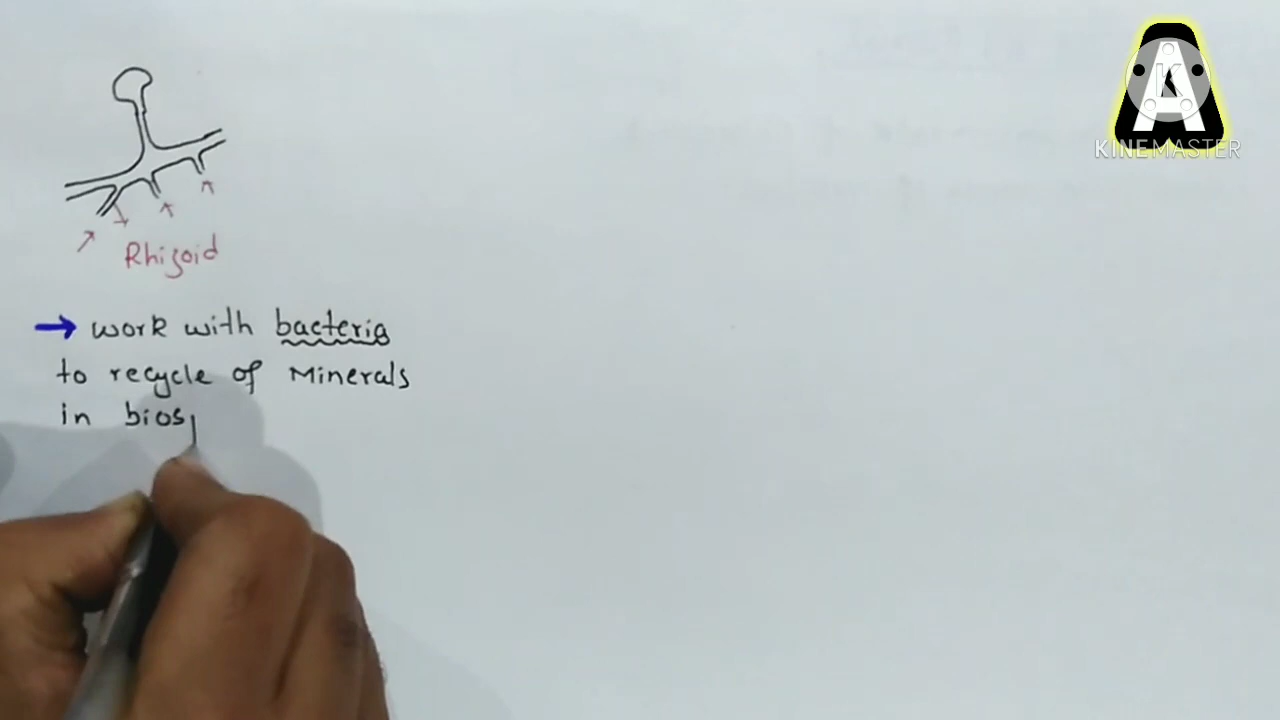 A
K
KINEMASTER
Rhizoid
→ work with bacteria
to recycle of Minerals
in bios